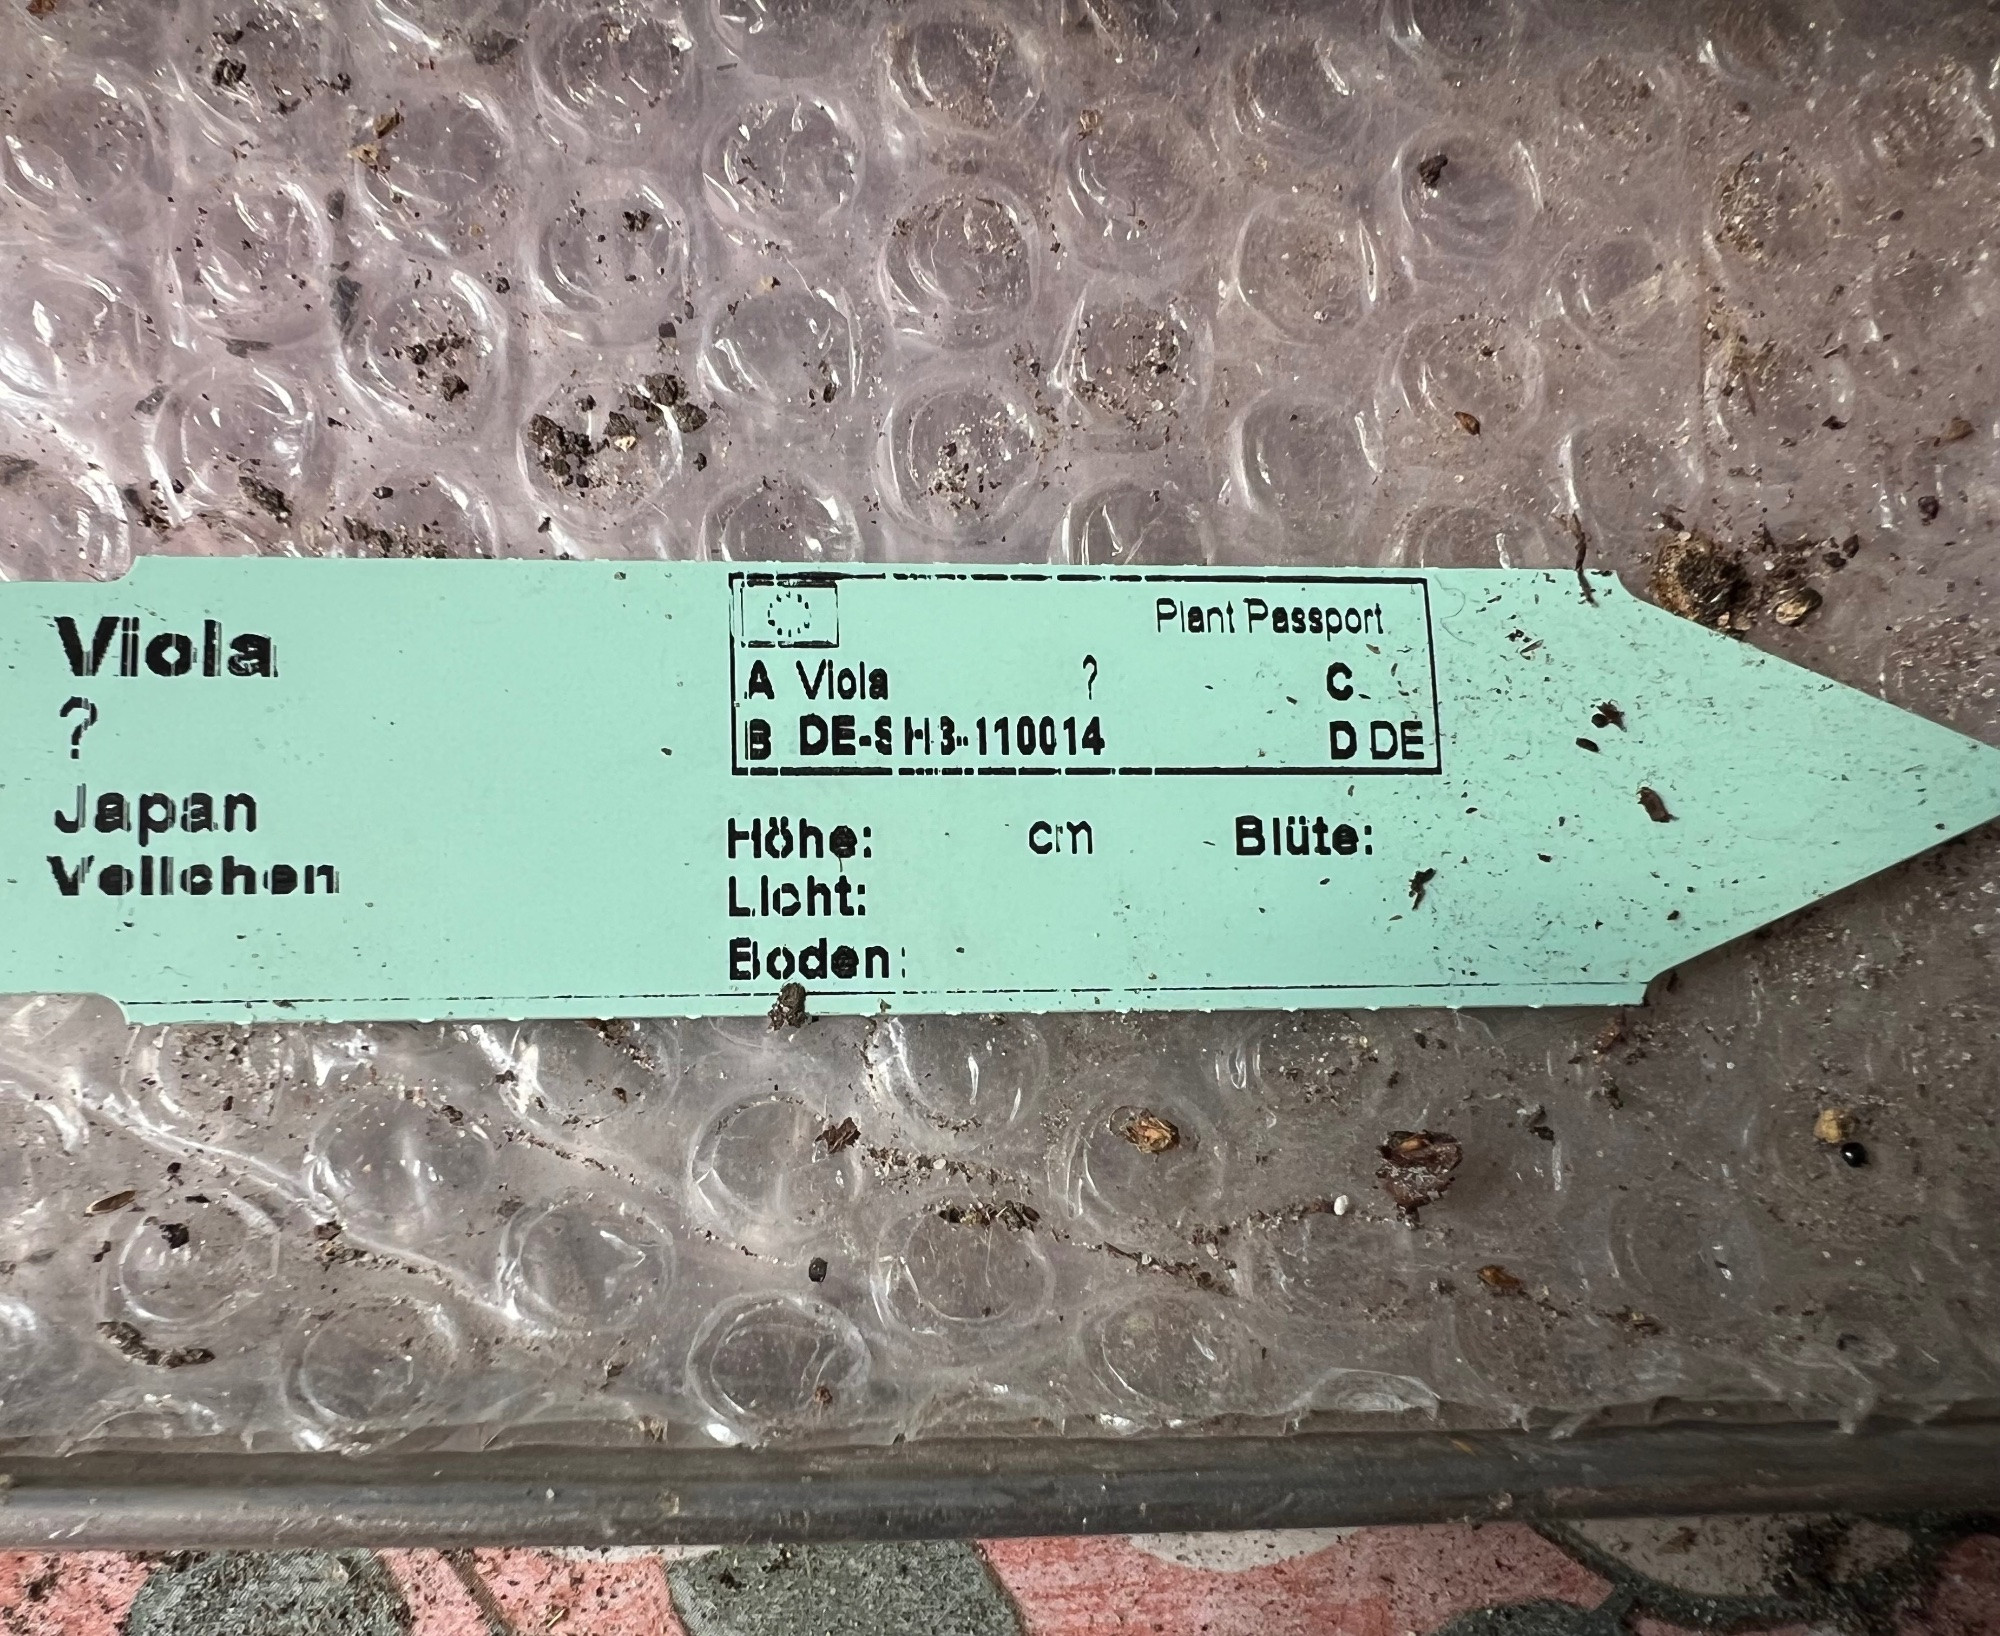 Viola
?
Japan
Veilchen
Plant Passport
A Viola ? C
B DE-SH3-110014 D DE
Höhe: cm Blüte:
Licht:
Boden: